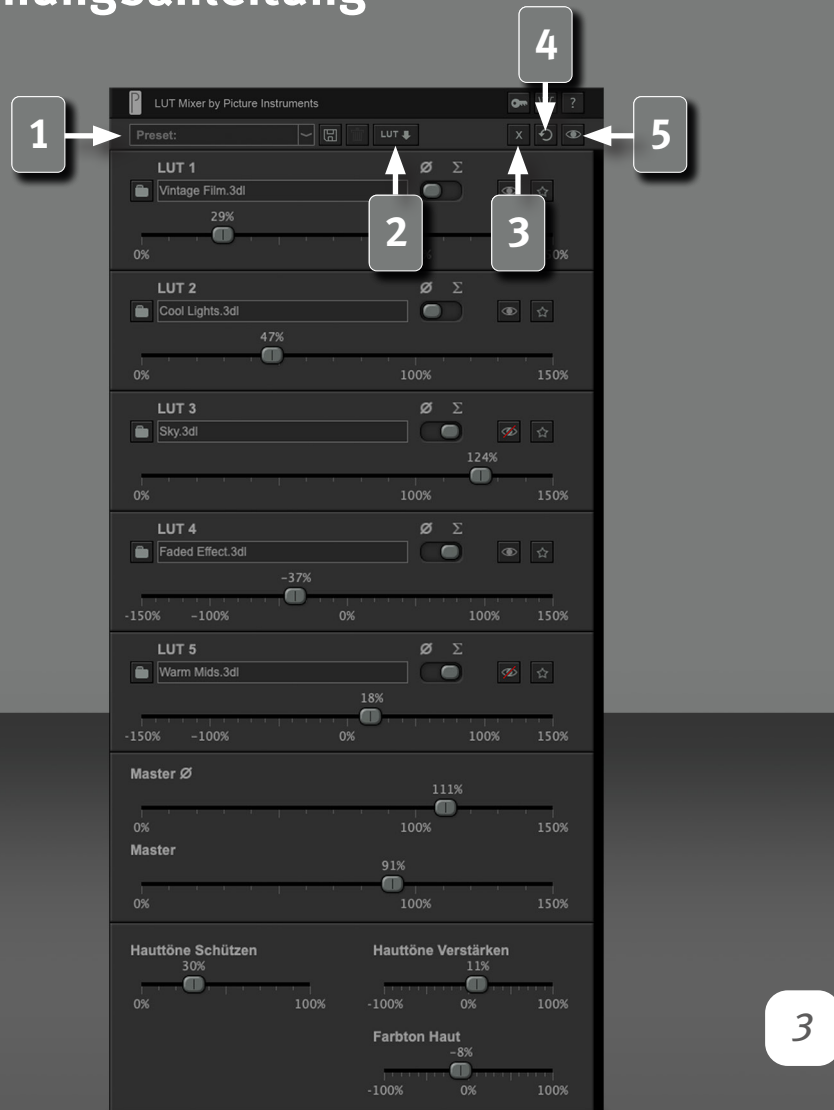 4
LUT Mixer by Picture Instruments
?
1
Preset:
LUT
X
5
LUT 1
Ø Σ
Vintage Film.3dl
2
3
29%
0%
LUT 2
Ø Σ
Cool Lights.3dl
47%
0% 100% 150%
LUT 3
Ø Σ
Sky.3dl
124%
0% 100% 150%
LUT 4
Ø Σ
Faded Effect.3dl
-37%
-150% -100% 0% 100% 150%
LUT 5
Ø Σ
Warm Mids.3dl
18%
-150% -100% 0% 100% 150%
Master Ø
111%
0% 100% 150%
Master
91%
0% 100% 150%
Hauttöne Schützen
30%
0% 100%
Hauttöne Verstärken
11%
-100% 0% 100%
Farbton Haut
-8%
-100% 0% 100%
3